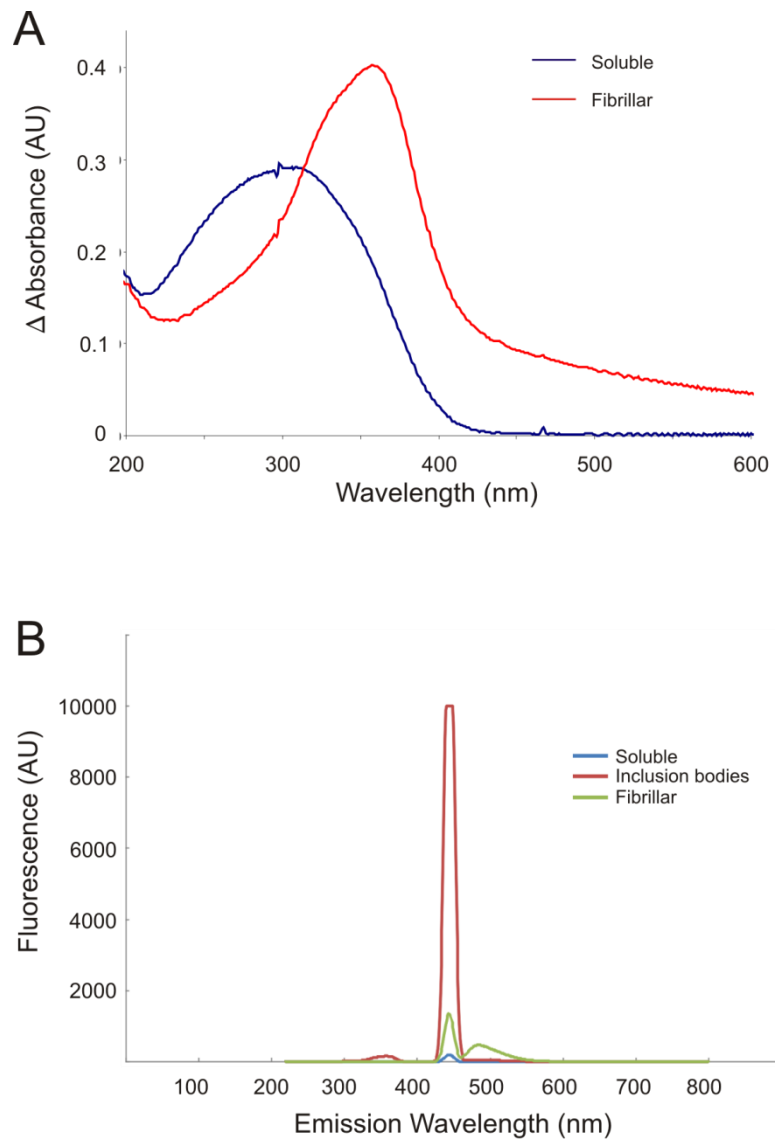 A
Δ Absorbance (AU)
0.4
0.3
0.2
0.1
0
200 300 400 500 600
Wavelength (nm)
Soluble
Fibrillar
B
Fluorescence (AU)
10000
8000
6000
4000
2000
100 200 300 400 500 600 700 800
Emission Wavelength (nm)
Soluble
Inclusion bodies
Fibrillar